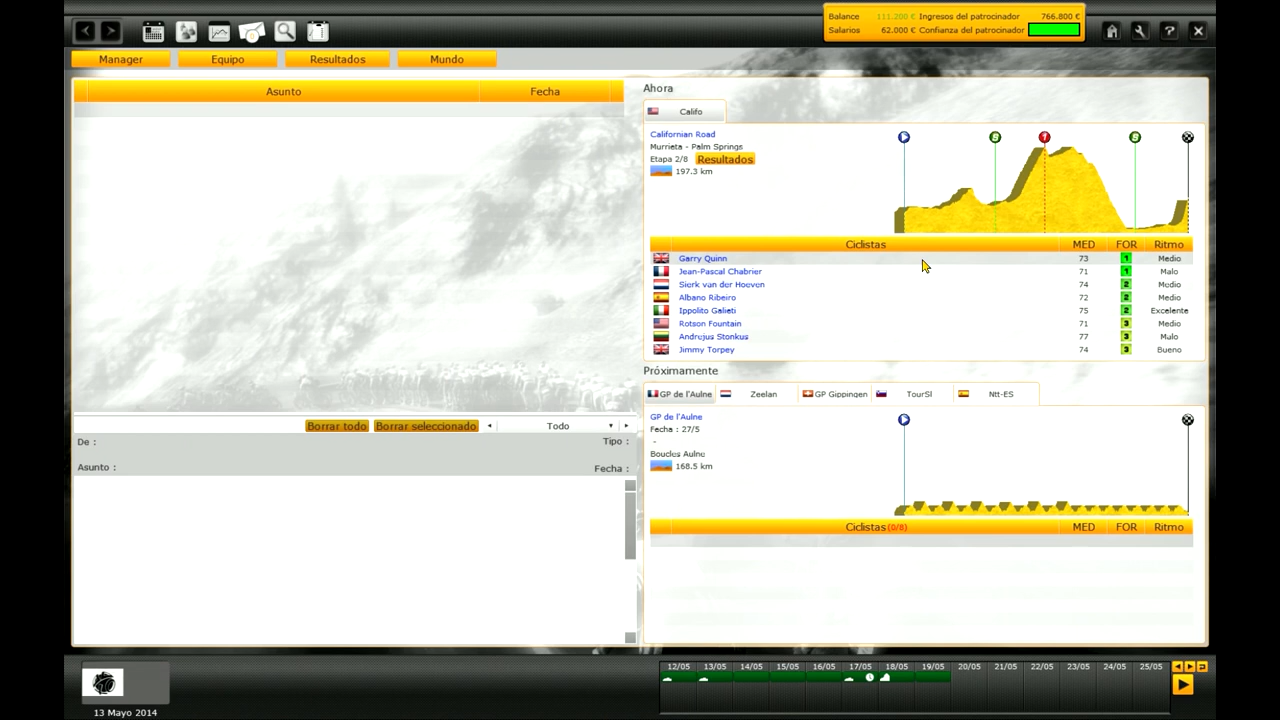 Balance 111.200 € Ingresos del patrocinador 766.800 €
Salarios 62.000 € Confianza del patrocinador
Manager Equipo Resultados Mundo
Asunto Fecha
Borrar todo Borrar seleccionado Todo
De : Tipo :
Asunto : Fecha :
Ahora
Califo
Californian Road
Murrieta - Palm Springs
Etapa 2/8 Resultados
197.3 km
Ciclistas MED FOR Ritmo
Garry Quinn 73 1 Medio
Jean-Pascal Chabrier 71 1 Malo
Sierk van der Hoeven 74 2 Medio
Albano Ribeiro 72 2 Medio
Ippolito Galieti 75 2 Excelente
Rotson Fountain 71 3 Medio
Andrejus Stonkus 77 3 Malo
Jimmy Torpey 74 3 Bueno
Próximamente
GP de l'Aulne Zeelan GP Gippingen TourSl Ntt-ES
GP de l'Aulne
Fecha : 27/5
-
Boucles Aulne
168.5 km
Ciclistas (0/8) MED FOR Ritmo
12/05 13/05 14/05 15/05 16/05 17/05 18/05 19/05 20/05 21/05 22/05 23/05 24/05 25/05
13 Mayo 2014